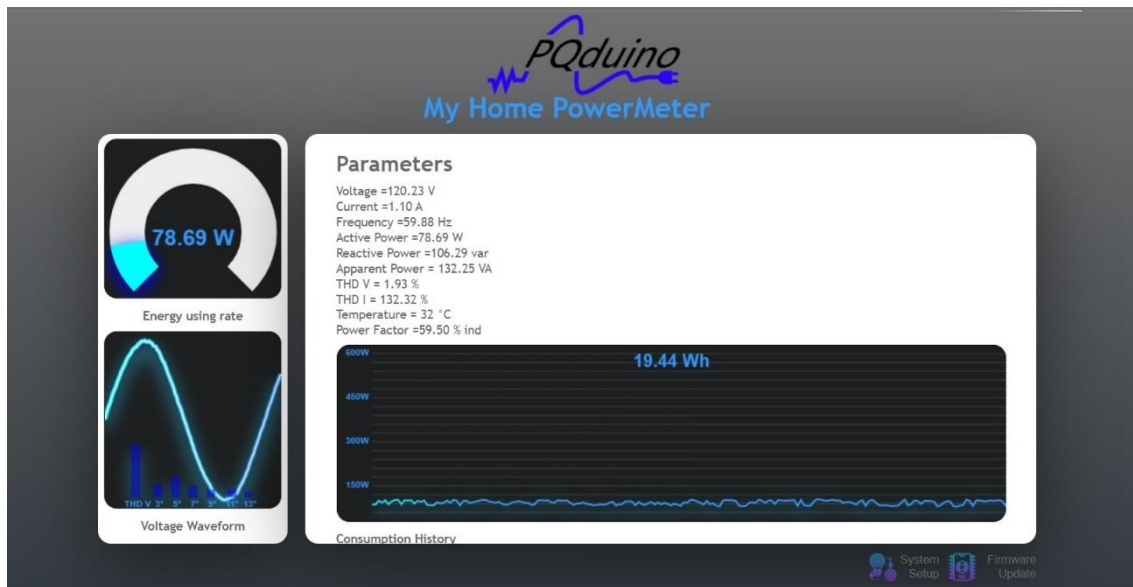 PQduino
My Home PowerMeter
78.69 W
Energy using rate
THD V 3° 5° 7° 9° 11° 13°
Voltage Waveform
Parameters
Voltage =120.23 V
Current =1.10 A
Frequency =59.88 Hz
Active Power =78.69 W
Reactive Power =106.29 var
Apparent Power = 132.25 VA
THD V = 1.93 %
THD I = 132.32 %
Temperature = 32 °C
Power Factor =59.50 % ind
19.44 Wh
600W
450W
300W
150W
Consumption History
System
Setup
Firmware
Update